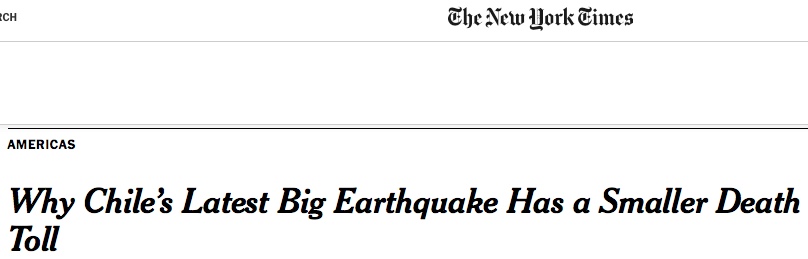 RCH
The New York Times
AMERICAS
Why Chile's Latest Big Earthquake Has a Smaller Death
Toll